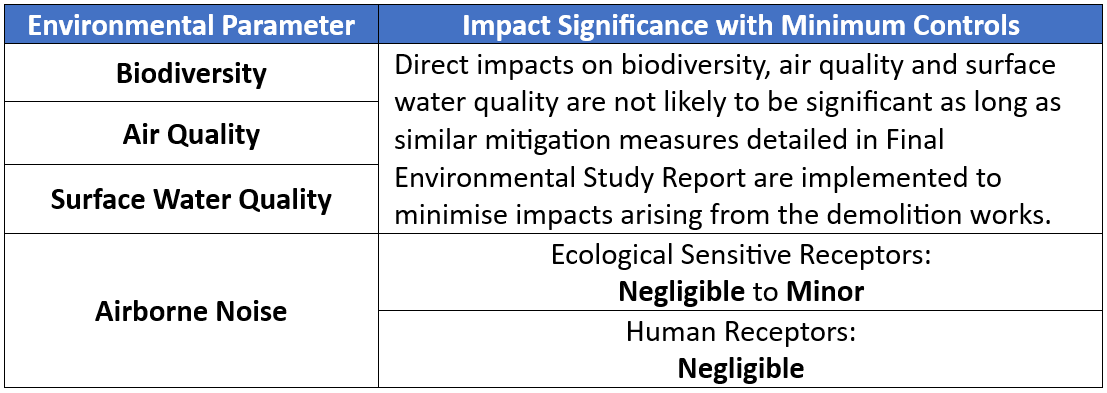 Environmental Parameter
Impact Significance with Minimum Controls
Biodiversity
Air Quality
Surface Water Quality
Direct impacts on biodiversity, air quality and surface
water quality are not likely to be significant as long as
similar mitigation measures detailed in Final
Environmental Study Report are implemented to
minimise impacts arising from the demolition works.
Airborne Noise
Ecological Sensitive Receptors:
Negligible to Minor
Human Receptors:
Negligible